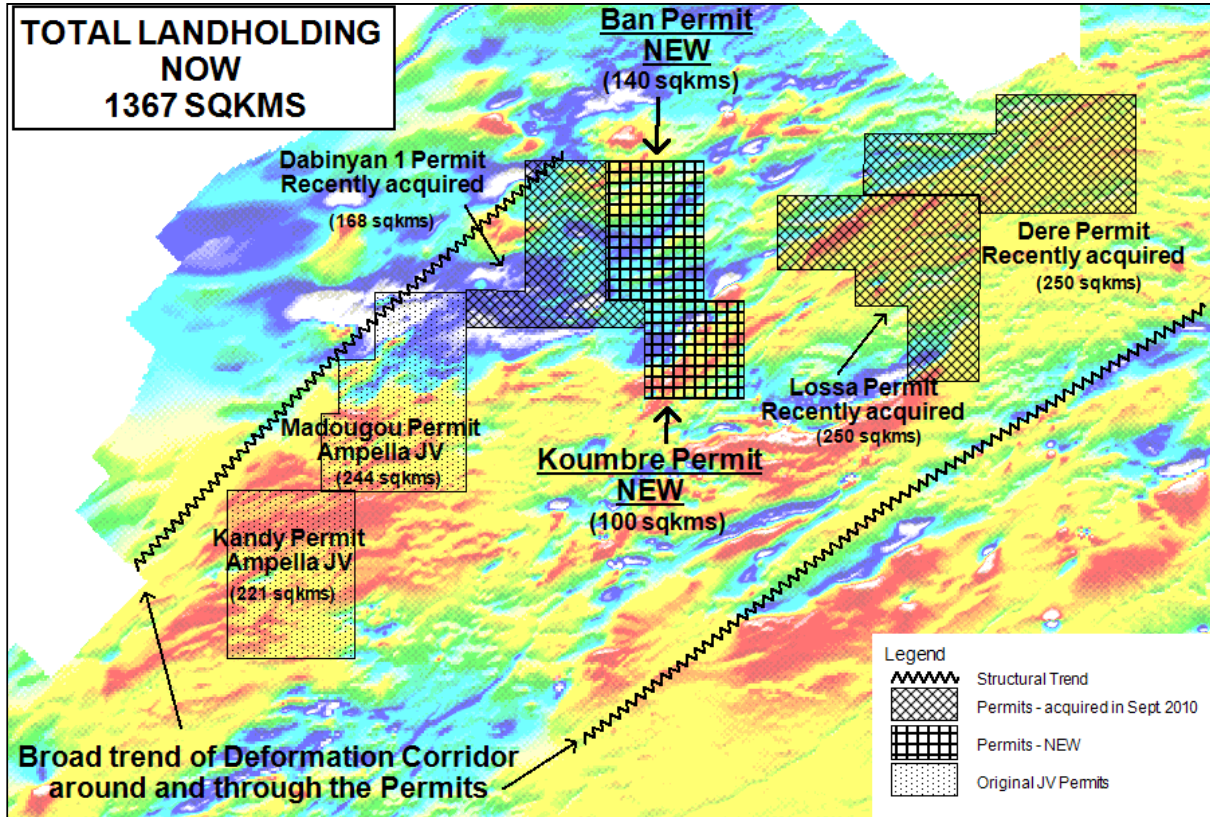 TOTAL LANDHOLDING
NOW
1367 SQKMS
Ban Permit
NEW
(140 sqkms)
Dabinyan 1 Permit
Recently acquired
(168 sqkms)
Dere Permit
Recently acquired
(250 sqkms)
Lossa Permit
Recently acquired
(250 sqkms)
Madougou Permit
Ampella JV
(244 sqkms)
Koumbre Permit
NEW
(100 sqkms)
Kandy Permit
Ampella JV
(221 sqkms)
Broad trend of Deformation Corridor
around and through the Permits
Legend
Structural Trend
Permits - acquired in Sept 2010
Permits - NEW
Original JV Permits